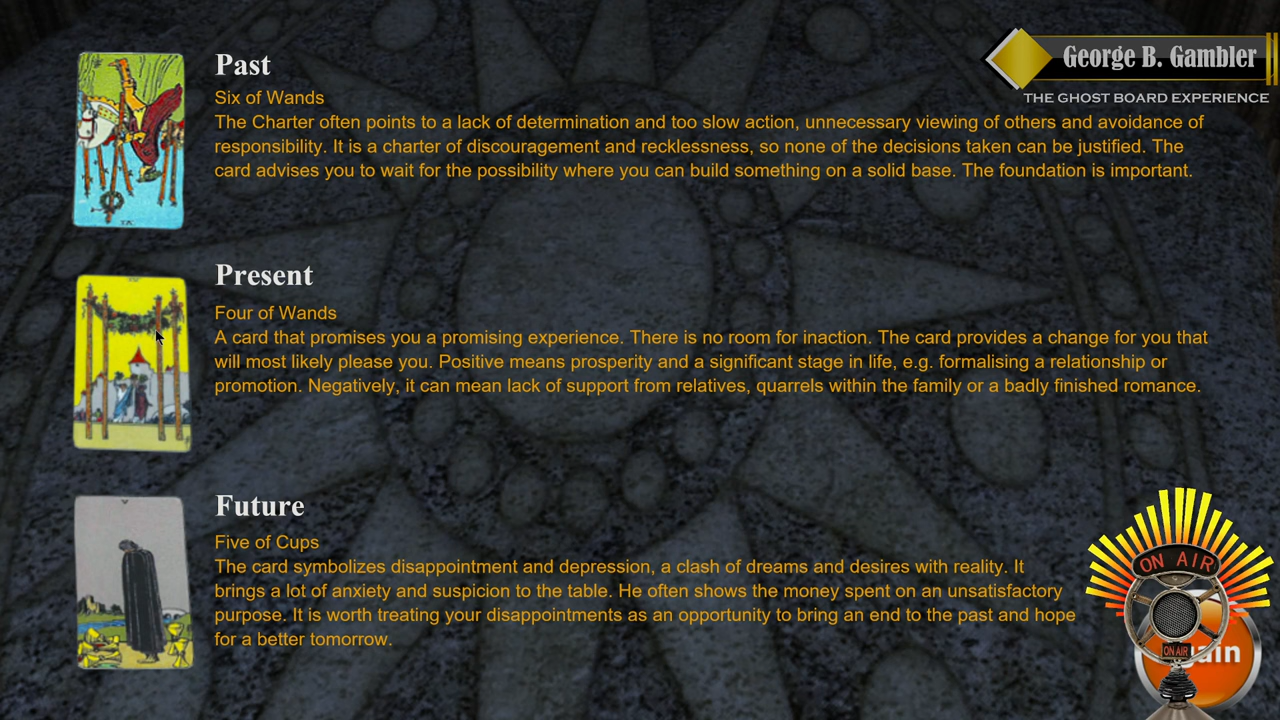 Past
Six of Wands
The Charter often points to a lack of determination and too slow action, unnecessary viewing of others and avoidance of
responsibility. It is a charter of discouragement and recklessness, so none of the decisions taken can be justified. The
card advises you to wait for the possibility where you can build something on a solid base. The foundation is important.
George B. Gambler
THE GHOST BOARD EXPERIENCE
Present
Four of Wands
A card that promises you a promising experience. There is no room for inaction. The card provides a change for you that
will most likely please you. Positive means prosperity and a significant stage in life, e.g. formalising a relationship or
promotion. Negatively, it can mean lack of support from relatives, quarrels within the family or a badly finished romance.
Future
Five of Cups
The card symbolizes disappointment and depression, a clash of dreams and desires with reality. It
brings a lot of anxiety and suspicion to the table. He often shows the money spent on an unsatisfactory
purpose. It is worth treating your disappointments as an opportunity to bring an end to the past and hope
for a better tomorrow.
ON AIR
ON AIR